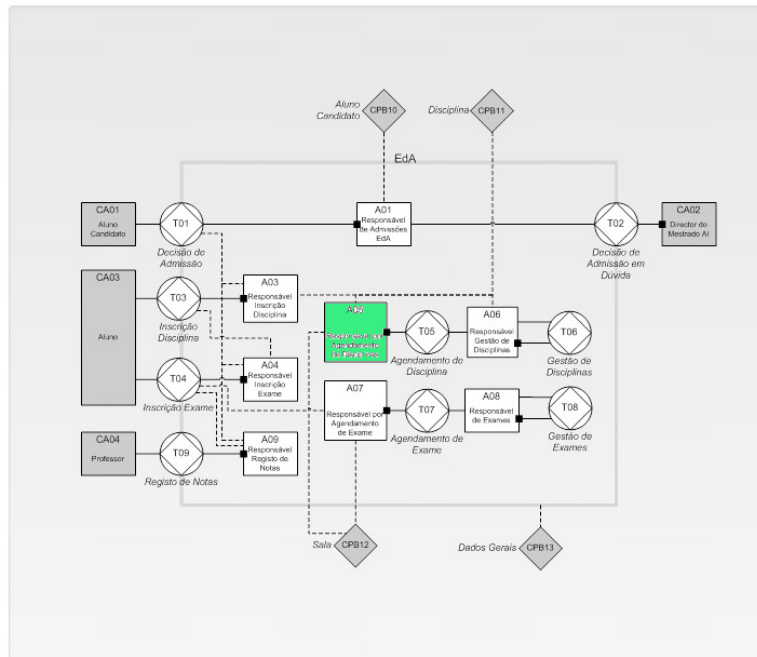 Aluno
Candidato
CPB10
Disciplina
CPB11
EdA
CA01
Aluno
Candidato
T01
Decisão de
Admissão
A01
Responsável
de Admissões
EdA
T02
Decisão de
Admissão em
Dúvida
CA02
Director do
Mestrado AI
CA03
Aluno
T03
Inscrição
Disciplina
A03
Responsável
Inscrição
Disciplina
A05
Agendamento
T05
Agendamento de
Disciplina
A06
Responsável
Gestão de
Disciplinas
T06
Gestão de
Disciplinas
T04
Inscrição Exame
A04
Responsável
Inscrição
Exame
A07
Responsável por
Agendamento
de Exame
T07
Agendamento de
Exame
A08
Responsável
de Exames
T08
Gestão de
Exames
CA04
Professor
T09
Registo de Notas
A09
Responsável
Registo de
Notas
Sala
CPB12
Dados Gerais
CPB13